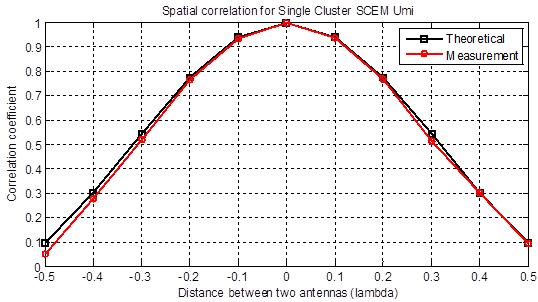 Spatial correlation for Single Cluster SCEM Umi
Correlation coefficient
1
0.9
0.8
0.7
0.6
0.5
0.4
0.3
0.2
0.1
0
Theoretical
Measurement
-0.5 -0.4 -0.3 -0.2 -0.1 0 0.1 0.2 0.3 0.4 0.5
Distance between two antennas (lambda)